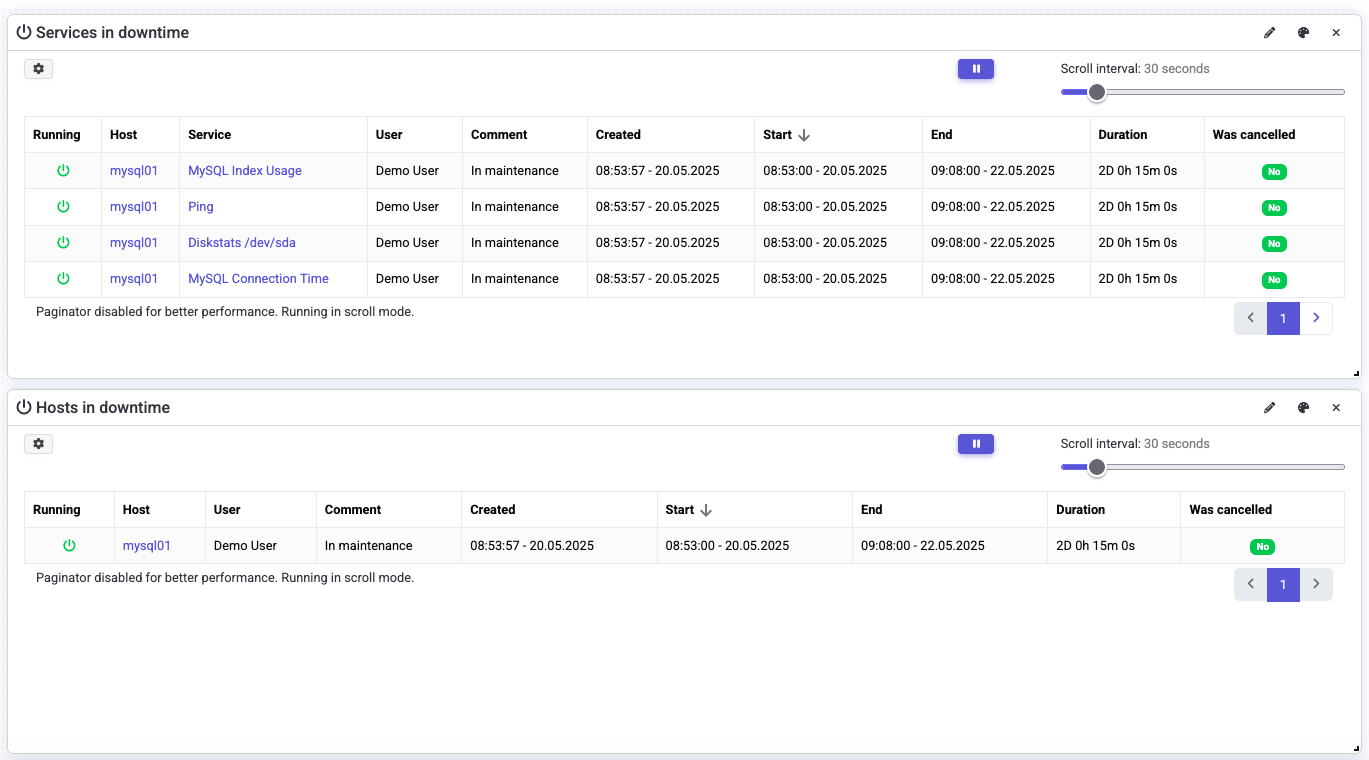 Services in downtime
Scroll interval: 30 seconds
Running Host Service User Comment Created Start End Duration Was cancelled
mysql01 MySQL Index Usage Demo User In maintenance 08:53:57 - 20.05.2025 08:53:00 - 20.05.2025 09:08:00 - 22.05.2025 2D 0h 15m 0s No
mysql01 Ping Demo User In maintenance 08:53:57 - 20.05.2025 08:53:00 - 20.05.2025 09:08:00 - 22.05.2025 2D 0h 15m 0s No
mysql01 Diskstats /dev/sda Demo User In maintenance 08:53:57 - 20.05.2025 08:53:00 - 20.05.2025 09:08:00 - 22.05.2025 2D 0h 15m 0s No
mysql01 MySQL Connection Time Demo User In maintenance 08:53:57 - 20.05.2025 08:53:00 - 20.05.2025 09:08:00 - 22.05.2025 2D 0h 15m 0s No
Paginator disabled for better performance. Running in scroll mode. 1
Hosts in downtime
Scroll interval: 30 seconds
Running Host User Comment Created Start End Duration Was cancelled
mysql01 Demo User In maintenance 08:53:57 - 20.05.2025 08:53:00 - 20.05.2025 09:08:00 - 22.05.2025 2D 0h 15m 0s No
Paginator disabled for better performance. Running in scroll mode. 1